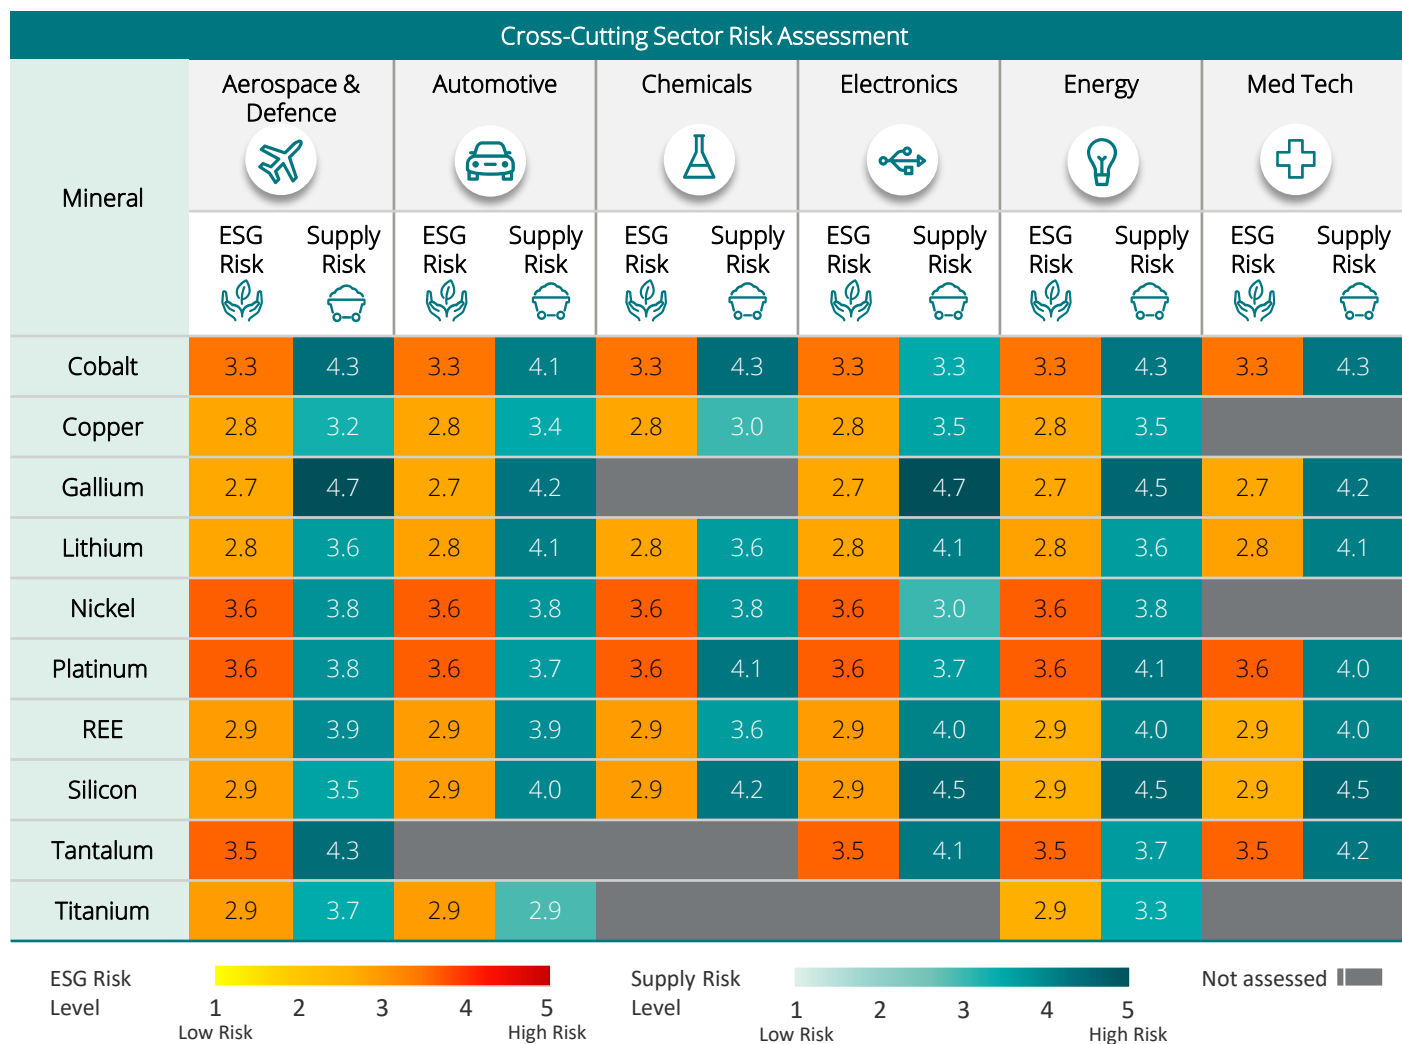 Cross-Cutting Sector Risk Assessment
Mineral
Aerospace &
Defence
Automotive
Chemicals
Electronics
Energy
Med Tech
ESG
Risk
Supply
Risk
ESG
Risk
Supply
Risk
ESG
Risk
Supply
Risk
ESG
Risk
Supply
Risk
ESG
Risk
Supply
Risk
ESG
Risk
Supply
Risk
Cobalt 3.3 4.3 3.3 4.1 3.3 4.3 3.3 3.3 3.3 4.3 3.3 4.3
Copper 2.8 3.2 2.8 3.4 2.8 3.0 2.8 3.5 2.8 3.5
Gallium 2.7 4.7 2.7 4.2 2.7 4.7 2.7 4.5 2.7 4.2
Lithium 2.8 3.6 2.8 4.1 2.8 3.6 2.8 4.1 2.8 3.6 2.8 4.1
Nickel 3.6 3.8 3.6 3.8 3.6 3.8 3.6 3.0 3.6 3.8
Platinum 3.6 3.8 3.6 3.7 3.6 4.1 3.6 3.7 3.6 4.1 3.6 4.0
REE 2.9 3.9 2.9 3.9 2.9 3.6 2.9 4.0 2.9 4.0 2.9 4.0
Silicon 2.9 3.5 2.9 4.0 2.9 4.2 2.9 4.5 2.9 4.5 2.9 4.5
Tantalum 3.5 4.3 3.5 4.1 3.5 3.7 3.5 4.2
Titanium 2.9 3.7 2.9 2.9 2.9 3.3
ESG Risk
Level
1 2 3 4 5
Low Risk High Risk
Supply Risk
Level
1 2 3 4 5
Low Risk High Risk
Not assessed